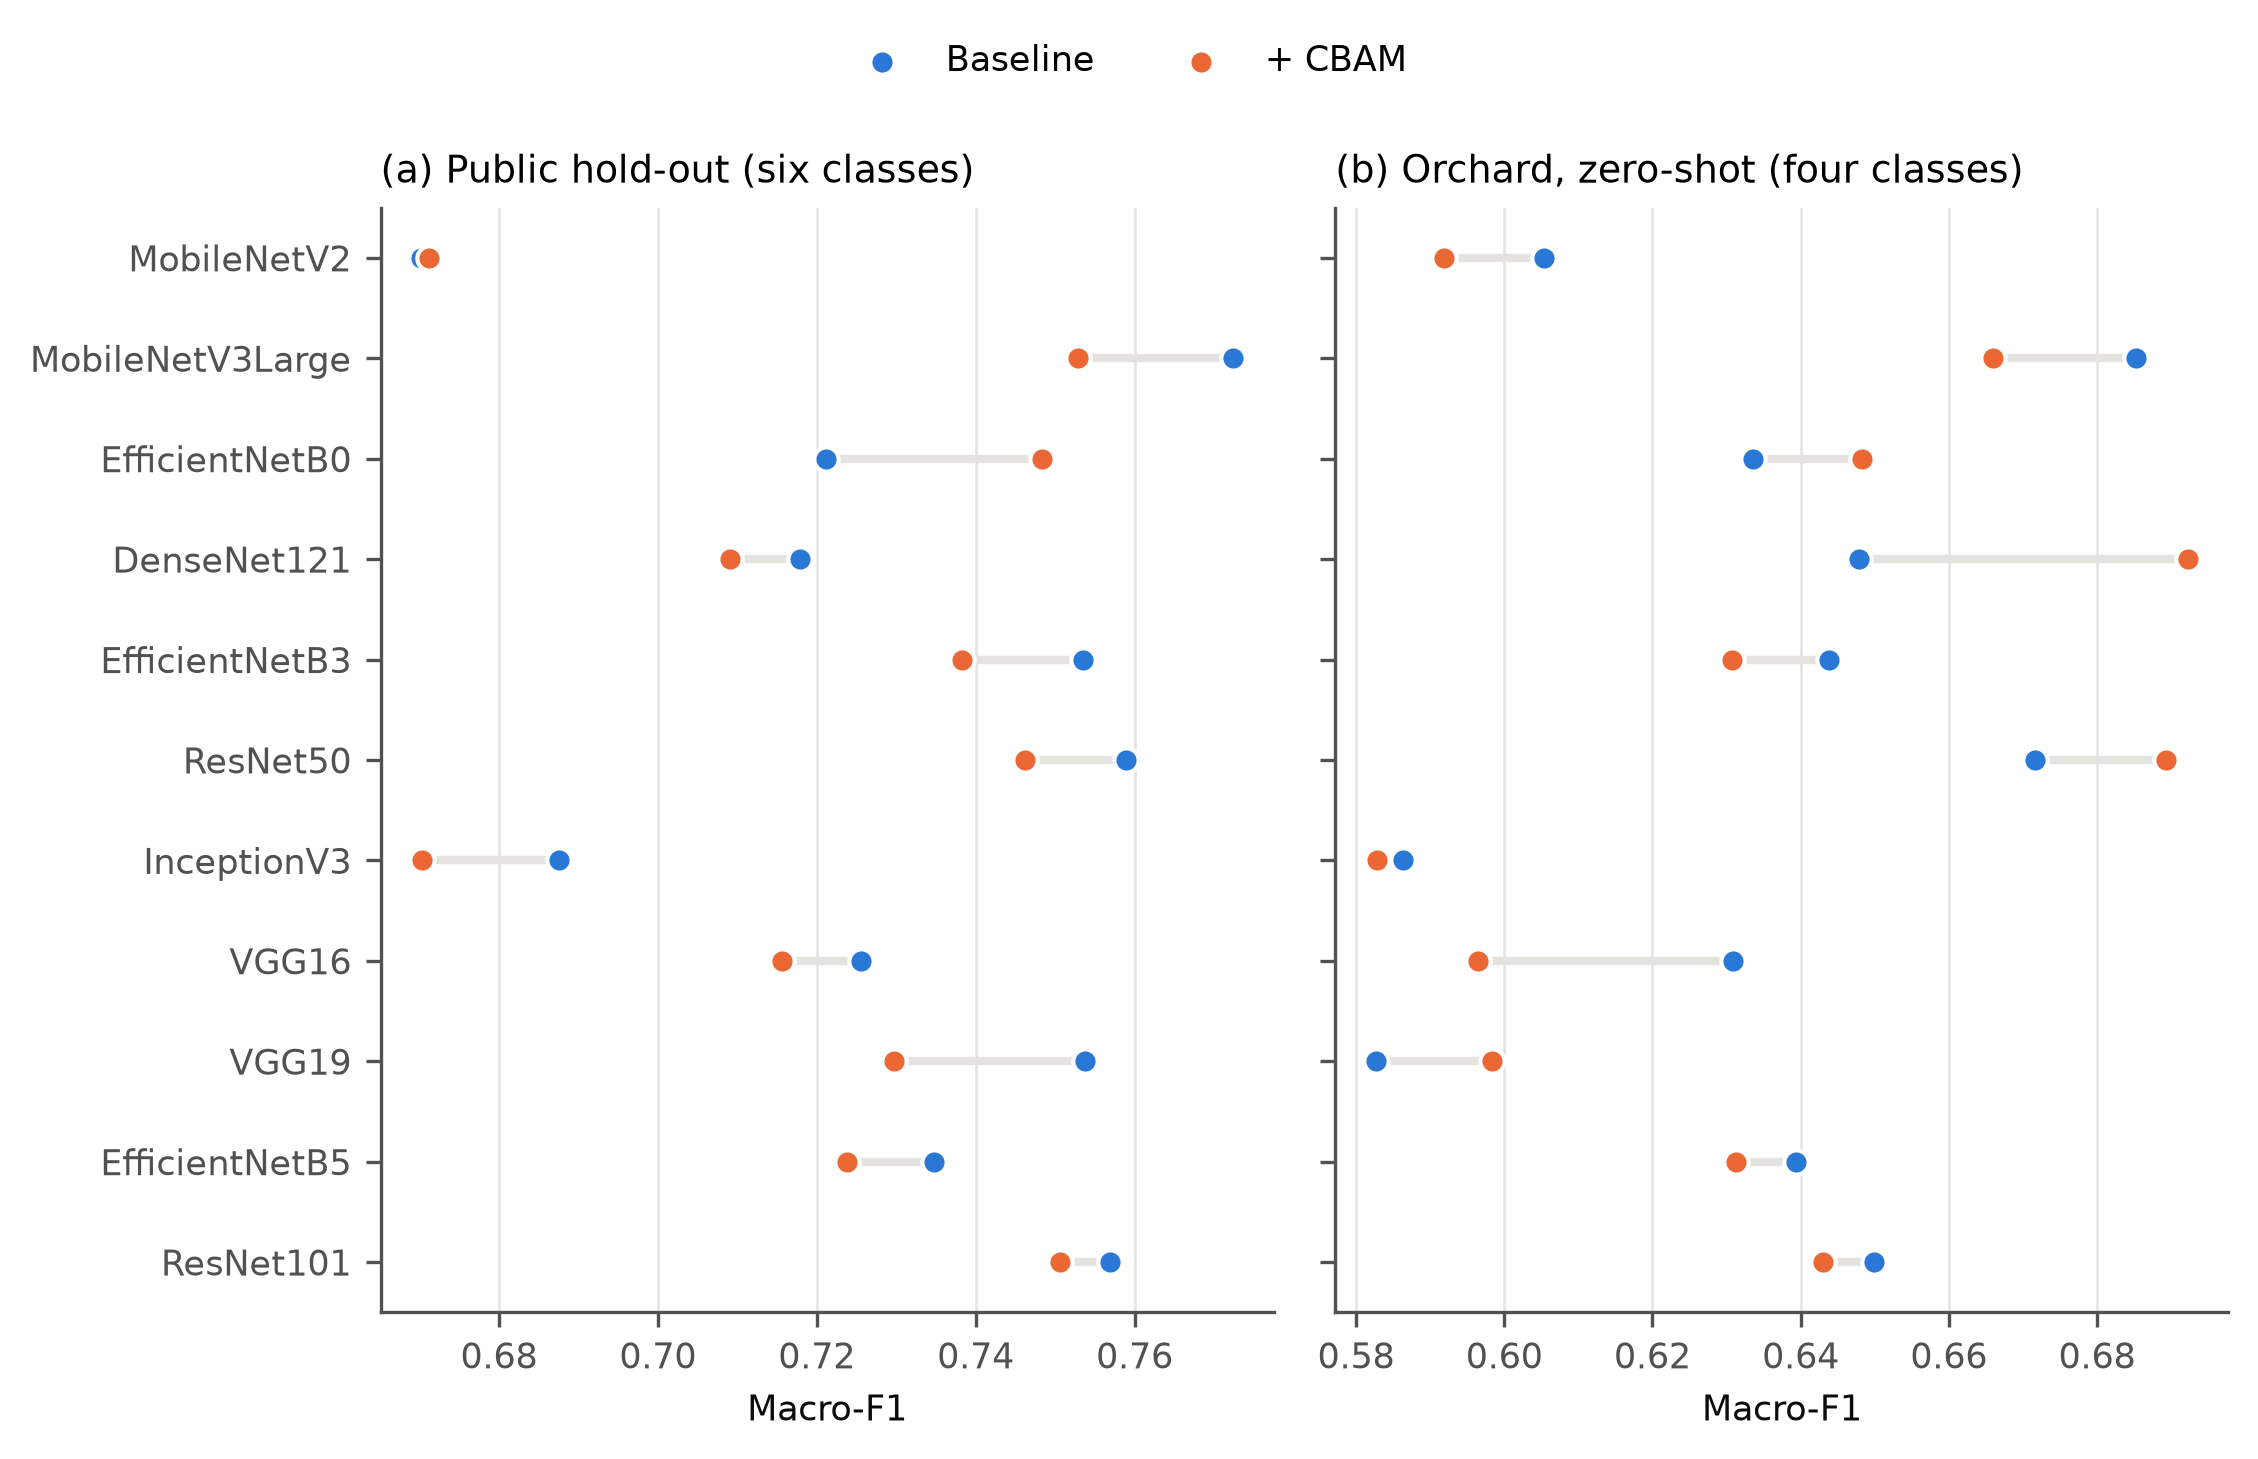 Baseline
+ CBAM
(a) Public hold-out (six classes)
(b) Orchard, zero-shot (four classes)
MobileNetV2
MobileNetV3Large
EfficientNetB0
DenseNet121
EfficientNetB3
ResNet50
InceptionV3
VGG16
VGG19
EfficientNetB5
ResNet101
0.68 0.70 0.72 0.74 0.76
0.58 0.60 0.62 0.64 0.66 0.68
Macro-F1
Macro-F1